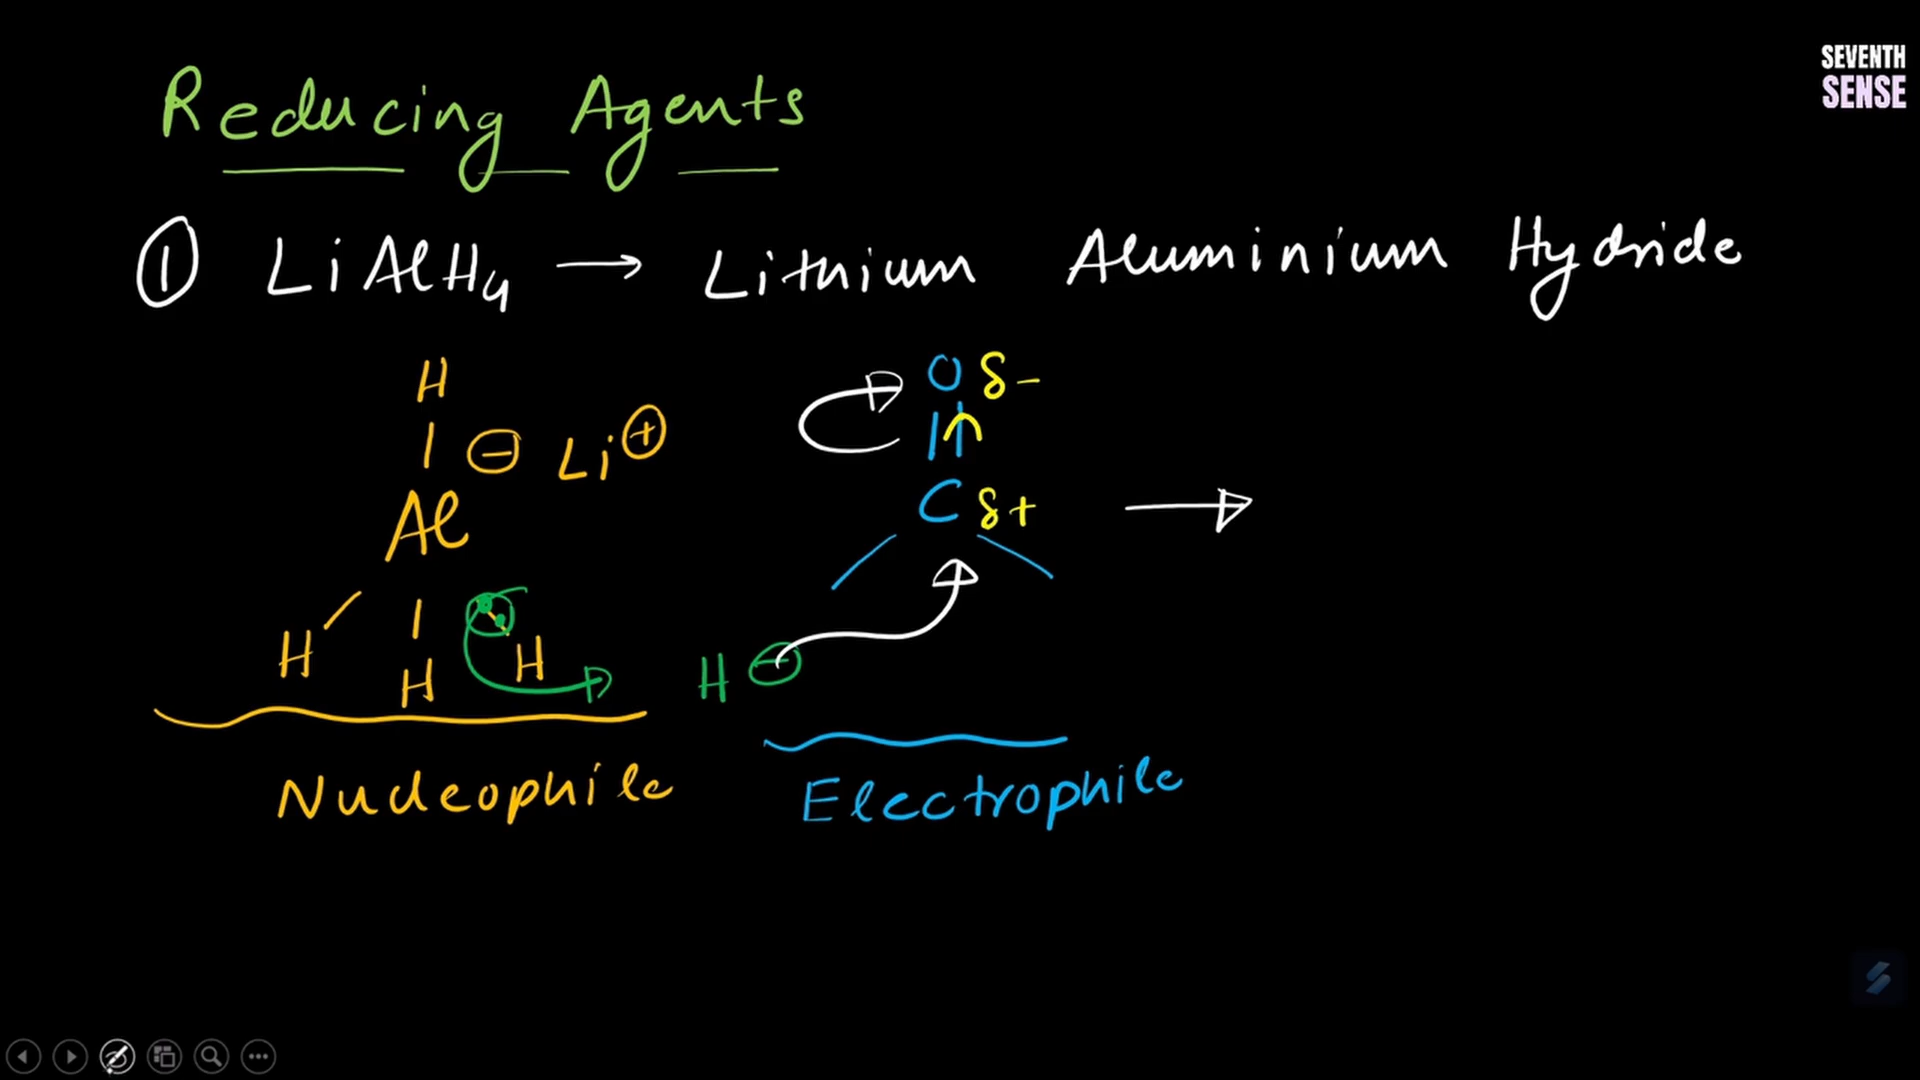 SEVENTH
SENSE
Reducing Agents
① LiAlH4 → Lithium Aluminium Hydride
H
⊖ Li⊕
Al
H H H
O δ-
C δ+
H ⊖
Nucleophile
Electrophile